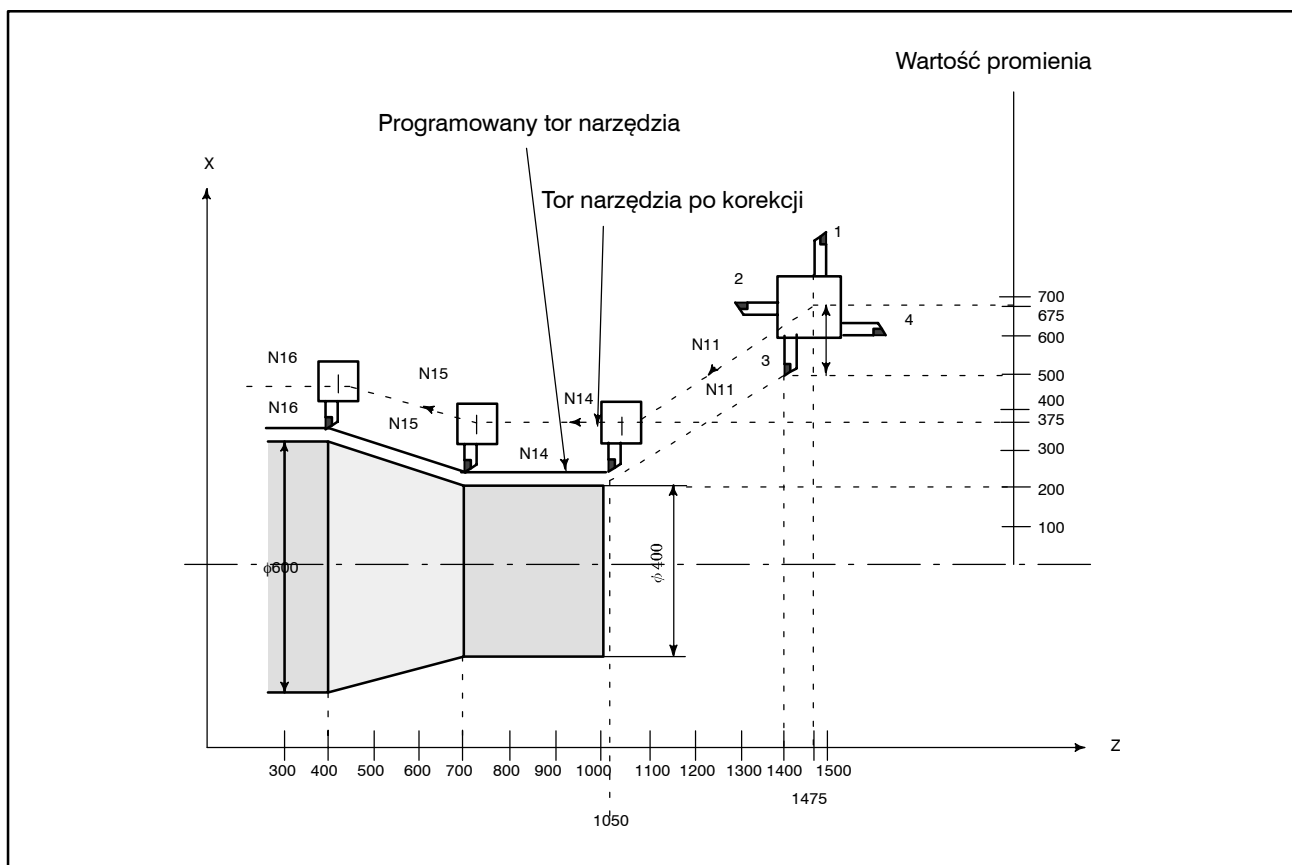 Wartość promienia
Programowany tor narzędzia
X
Tor narzędzia po korekcji
1
2
4
3
700
675
600
500
400
375
300
200
100
N16
N15
N11
N11
N16
N15
N14
N14
ϕ600
ϕ400
Z
300 400 500 600 700 800 900 1000 1100 1200 1300 1400 1500
1475
1050